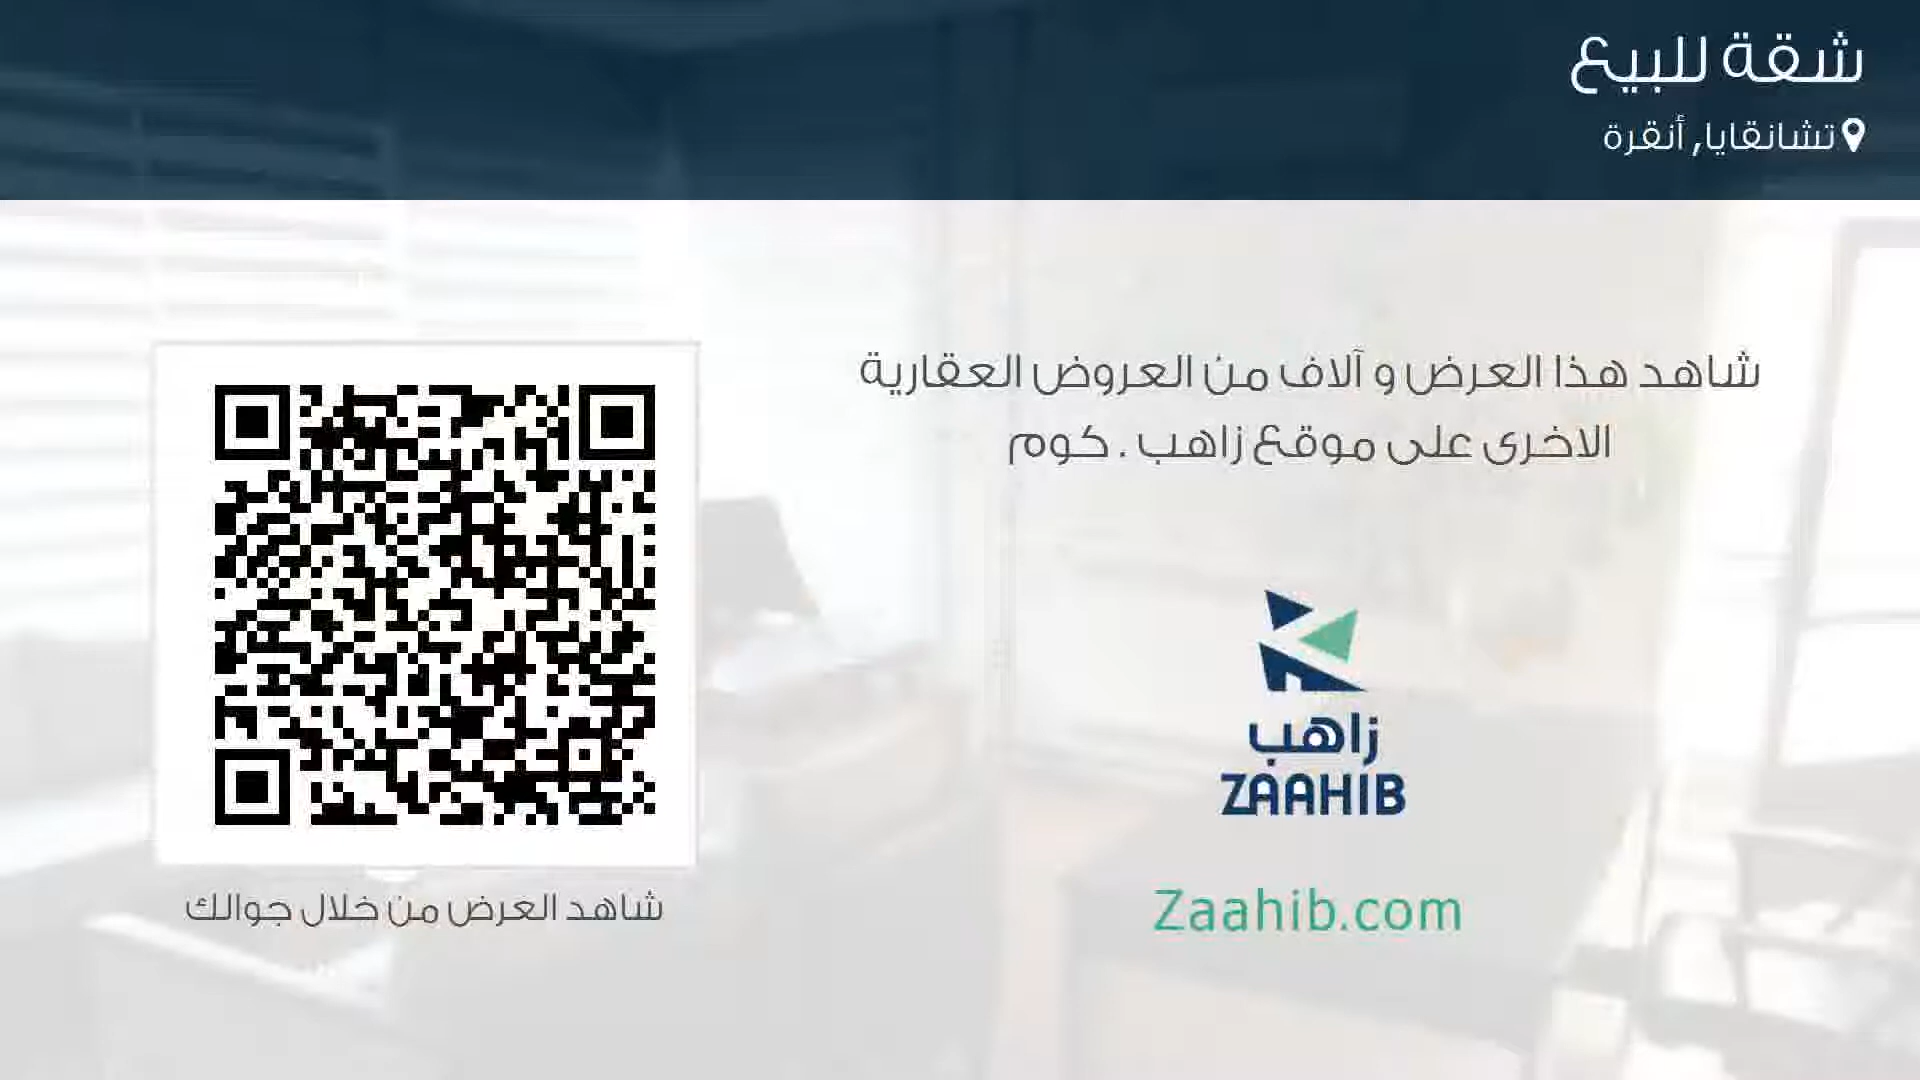 شقة للبيع
تشانقايا, أنقرة
شاهد هذا العرض و آلاف من العروض العقارية
الاخرى على موقع زاهب . كوم
زاهب
ZAAHIB
Zaahib.com
شاهد العرض من خلال جوالك